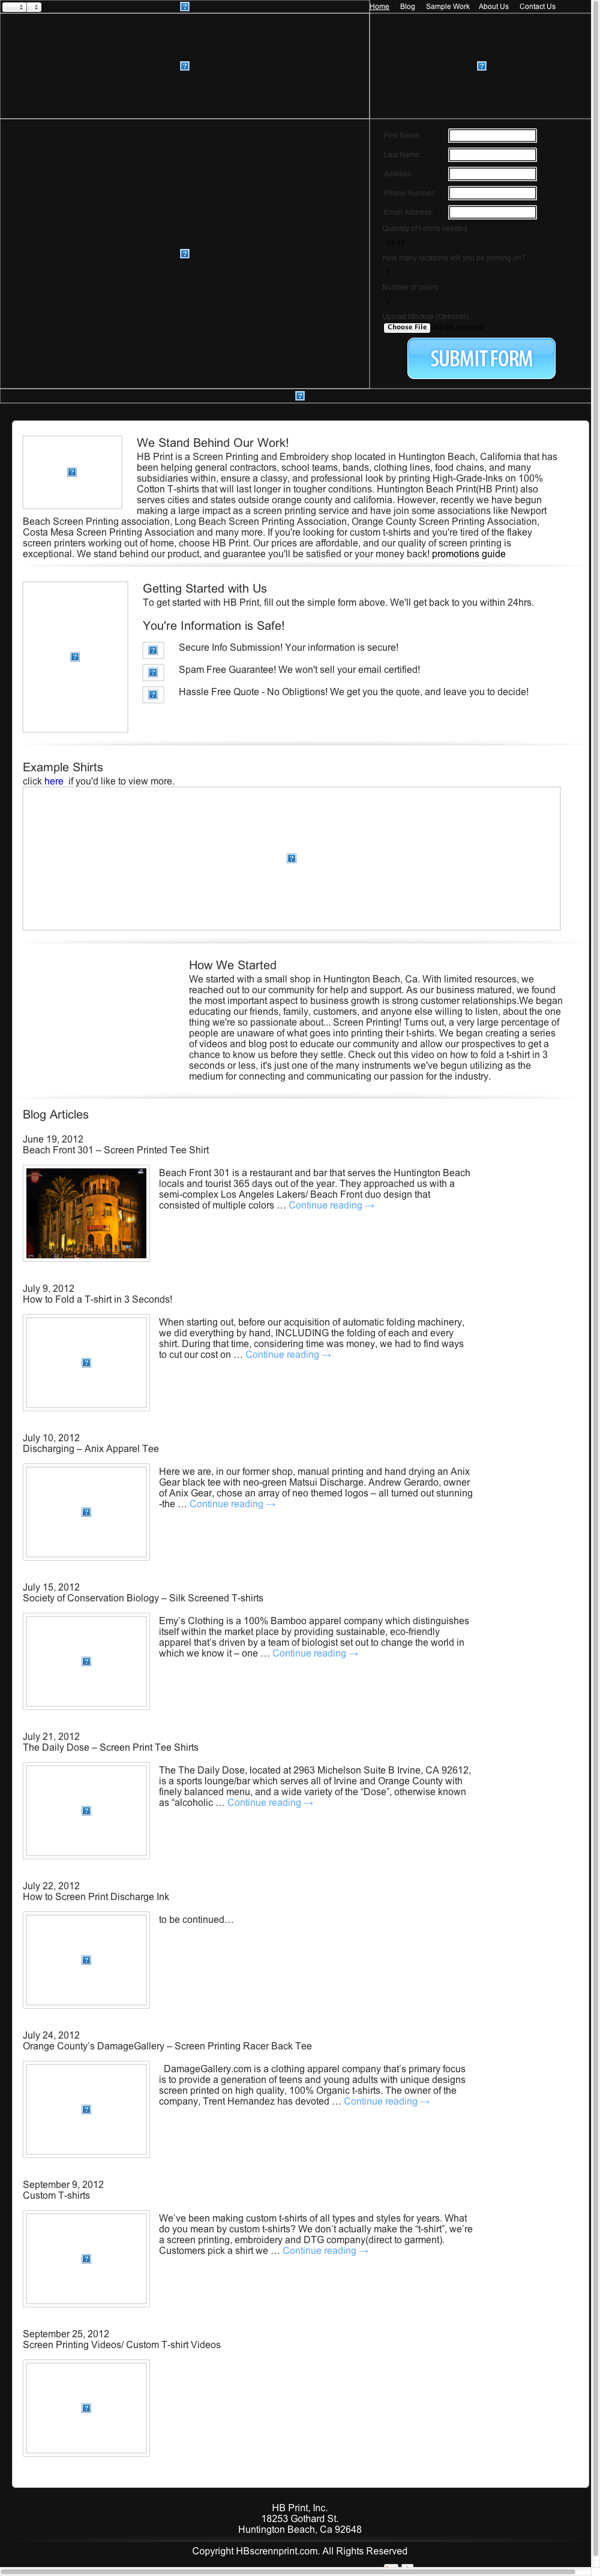 Home Blog Sample Work About Us Contact Us
First Name:
Last Name:
Address:
Phone Number:
Email Address:
Quantity of t-shirts needed
24-47
How many locations will you be printing on?
Number of colors
1
Upload Mockup (Optional):
Choose File No file selected
SUBMIT FORM
We Stand Behind Our Work!
HB Print is a Screen Printing and Embroidery shop located in Huntington Beach, California that has
been helping general contractors, school teams, bands, clothing lines, food chains, and many
subsidiaries within, ensure a classy, and professional look by printing High-Grade-Inks on 100%
Cotton T-shirts that will last longer in tougher conditions. Huntington Beach Print(HB Print) also
serves cities and states outside orange county and california. However, recently we have begun
making a large impact as a screen printing service and have join some associations like Newport
Beach Screen Printing association, Long Beach Screen Printing Association, Orange County Screen Printing Association,
Costa Mesa Screen Printing Association and many more. If you're looking for custom t-shirts and you're tired of the flakey
screen printers working out of home, choose HB Print. Our prices are affordable, and our quality of screen printing is
exceptional. We stand behind our product, and guarantee you'll be satisfied or your money back! promotions guide
Getting Started with Us
To get started with HB Print, fill out the simple form above. We'll get back to you within 24hrs.
You're Information is Safe!
Secure Info Submission! Your information is secure!
Spam Free Guarantee! We won't sell your email certified!
Hassle Free Quote - No Obligtions! We get you the quote, and leave you to decide!
Example Shirts
click here if you'd like to view more.
How We Started
We started with a small shop in Huntington Beach, Ca. With limited resources, we
reached out to our community for help and support. As our business matured, we found
the most important aspect to business growth is strong customer relationships.We began
educating our friends, family, customers, and anyone else willing to listen, about the one
thing we're so passionate about... Screen Printing! Turns out, a very large percentage of
people are unaware of what goes into printing their t-shirts. We began creating a series
of videos and blog post to educate our community and allow our prospectives to get a
chance to know us before they settle. Check out this video on how to fold a t-shrit in 3
seconds or less, it's just one of the many instruments we've begun utilizing as the
medium for connecting and communicating our passion for the industry.
Blog Articles
June 19, 2012
Beach Front 301 – Screen Printed Tee Shirt
Beach Front 301 is a restaurant and bar that serves the Huntington Beach
locals and tourist 365 days out of the year. They approached us with a
semi-complex Los Angeles Lakers/ Beach Front duo design that
consisted of multiple colors … Continue reading →
July 9, 2012
How to Fold a T-shirt in 3 Seconds!
When starting out, before our acquisition of automatic folding machinery,
we did everything by hand, INCLUDING the folding of each and every
shirt. During that time, considering time was money, we had to find ways
to cut our cost on … Continue reading →
July 10, 2012
Discharging – Anix Apparel Tee
Here we are, in our former shop, manual printing and hand drying an Anix
Gear black tee with neo-green Matsui Discharge. Andrew Gerardo, owner
of Anix Gear, chose an array of neo themed logos – all turned out stunning
-the … Continue reading →
July 15, 2012
Society of Conservation Biology – Silk Screened T-shirts
Emy's Clothing is a 100% Bamboo apparel company which distinguishes
itself within the market place by providing sustainable, eco-friendly
apparel that's driven by a team of biologist set out to change the world in
which we know it – one … Continue reading →
July 21, 2012
The Daily Dose – Screen Print Tee Shirts
The The Daily Dose, located at 2963 Michelson Suite B Irvine, CA 92612,
is a sports lounge/bar which serves all of Irvine and Orange County with
finely balanced menu, and a wide variety of the “Dose”, otherwise known
as “alcoholic … Continue reading →
July 22, 2012
How to Screen Print Discharge Ink
to be continued…
July 24, 2012
Orange County's DamageGallery – Screen Printing Racer Back Tee
DamageGallery.com is a clothing apparel company that's primary focus
is to provide a generation of teens and young adults with unique designs
screen printed on high quality, 100% Organic t-shirts. The owner of the
company, Trent Hernandez has devoted … Continue reading →
September 9, 2012
Custom T-shirts
We've been making custom t-shirts of all types and styles for years. What
do you mean by custom t-shirts? We don't actually make the “t-shirt”, we're
a screen printing, embroidery and DTG company(direct to garment).
Customers pick a shirt we … Continue reading →
September 25, 2012
Screen Printing Videos/ Custom T-shirt Videos
HB Print, Inc.
18253 Gothard St.
Huntington Beach, Ca 92648
Copyright HBscrennprint.com. All Rights Reserved